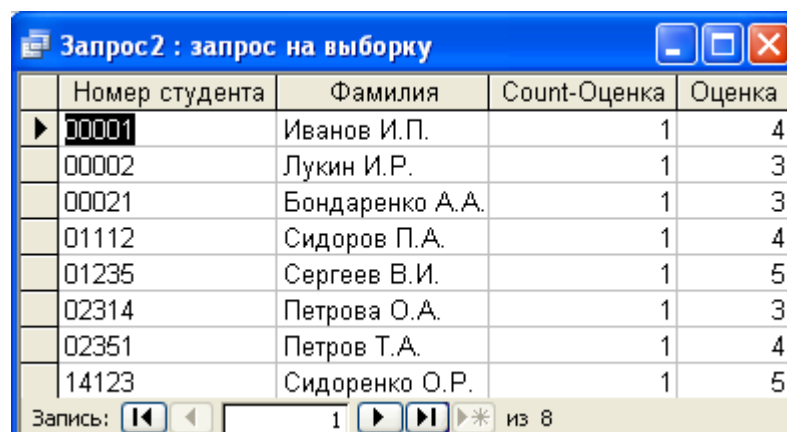 Запрос2 : запрос на выборку
Номер студента Фамилия Count-Оценка Оценка
00001 Иванов И.П. 1 4
00002 Лукин И.Р. 1 3
00021 Бондаренко А.А. 1 3
01112 Сидоров П.А. 1 4
01235 Сергеев В.И. 1 5
02314 Петрова О.А. 1 3
02351 Петров Т.А. 1 4
14123 Сидоренко О.Р. 1 5
Запись: 1 из 8